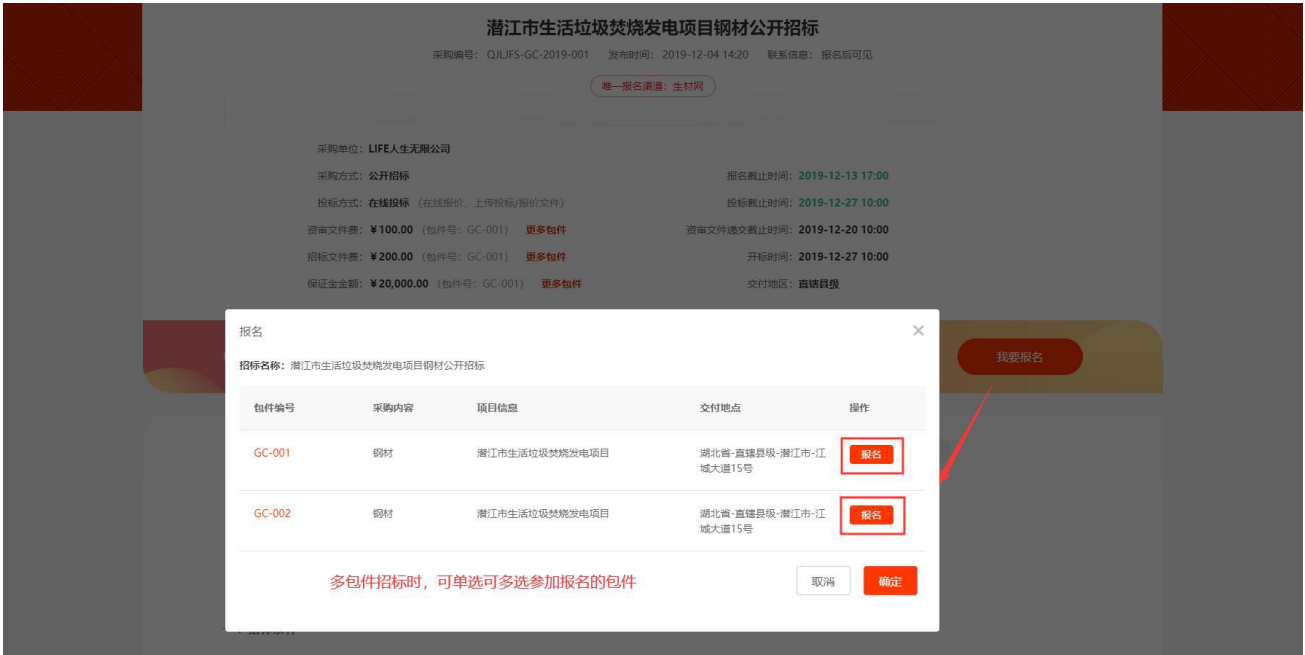 潜江市生活垃圾焚烧发电项目钢材公开招标
采购编号： QJLJFS-GC-2019-001 发布时间： 2019-12-04 14:20 联系信息： 报名后可见
唯一报名渠道：生材网
采购单位：LIFE人生无限公司
采购方式：公开招标 报名截止时间：2019-12-13 17:00
投标方式：在线投标 （在线报价、上传投标/报价文件） 投标截止时间：2019-12-27 10:00
资审文件费：¥100.00 （包件号：GC-001） 更多包件 资审文件递交截止时间：2019-12-20 10:00
招标文件费：¥200.00 （包件号：GC-001） 更多包件 开标时间：2019-12-27 10:00
保证金金额：¥20,000.00 （包件号：GC-001） 更多包件 交付地区：直辖县级
我要报名
报名
招标名称：潜江市生活垃圾焚烧发电项目钢材公开招标
包件编号 采购内容 项目信息 交付地点 操作
GC-001 钢材 潜江市生活垃圾焚烧发电项目 湖北省-直辖县级-潜江市-江 报名
城大道15号
GC-002 钢材 潜江市生活垃圾焚烧发电项目 湖北省-直辖县级-潜江市-江 报名
城大道15号
多包件招标时，可单选可多选参加报名的包件 取消 确定